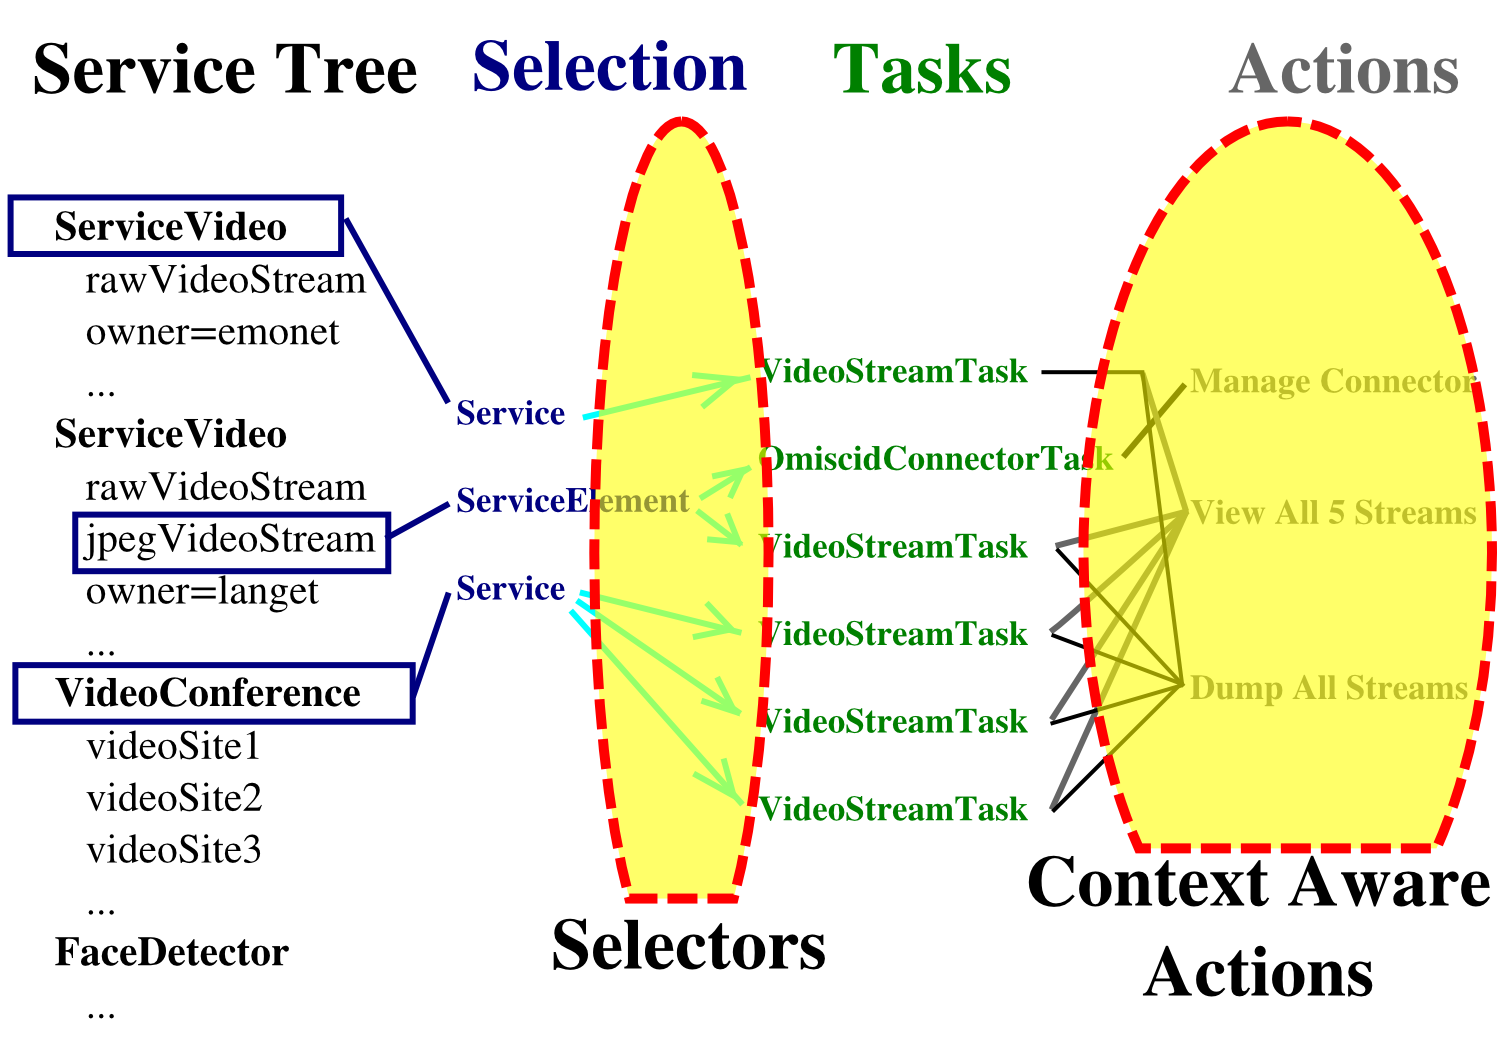 Service Tree
Selection
Tasks
Actions
ServiceVideo
rawVideoStream
owner=emonet
...
ServiceVideo
rawVideoStream
jpegVideoStream
owner=langet
...
VideoConference
videoSite1
videoSite2
videoSite3
...
FaceDetector
...
Service
ServiceElement
Service
Selectors
VideoStreamTask
OmiscidConnectorTask
VideoStreamTask
VideoStreamTask
VideoStreamTask
VideoStreamTask
Manage Connector
View All 5 Streams
Dump All Streams
Context Aware
Actions